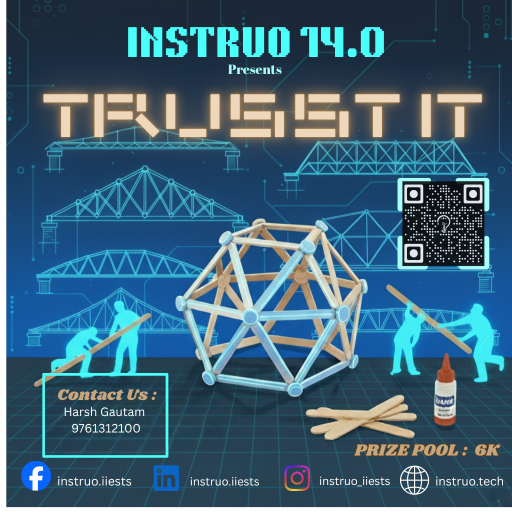 INSTRUO 14.0
Presents
TRUSST IT
Contact Us :
Harsh Gautam
9761312100
PRIZE POOL : 6K
instruo.iiests
instruo.iiests
instruo_iiests
instruo.tech